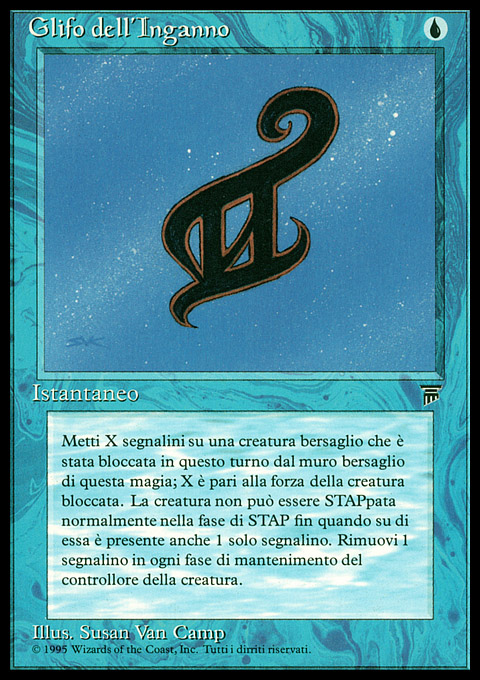 Glifo dell'Inganno
SVK
Istantaneo
Metti X segnalini su una creatura bersaglio che è
stata bloccata in questo turno dal muro bersaglio
di questa magia; X è pari alla forza della creatura
bloccata. La creatura non può essere STAPpata
normalmente nella fase di STAP fin quando su di
essa è presente anche 1 solo segnalino. Rimuovi 1
segnalino in ogni fase di mantenimento del
controllore della creatura.
Illus. Susan Van Camp
© 1995 Wizards of the Coast, Inc. Tutti i dirriti riservati.